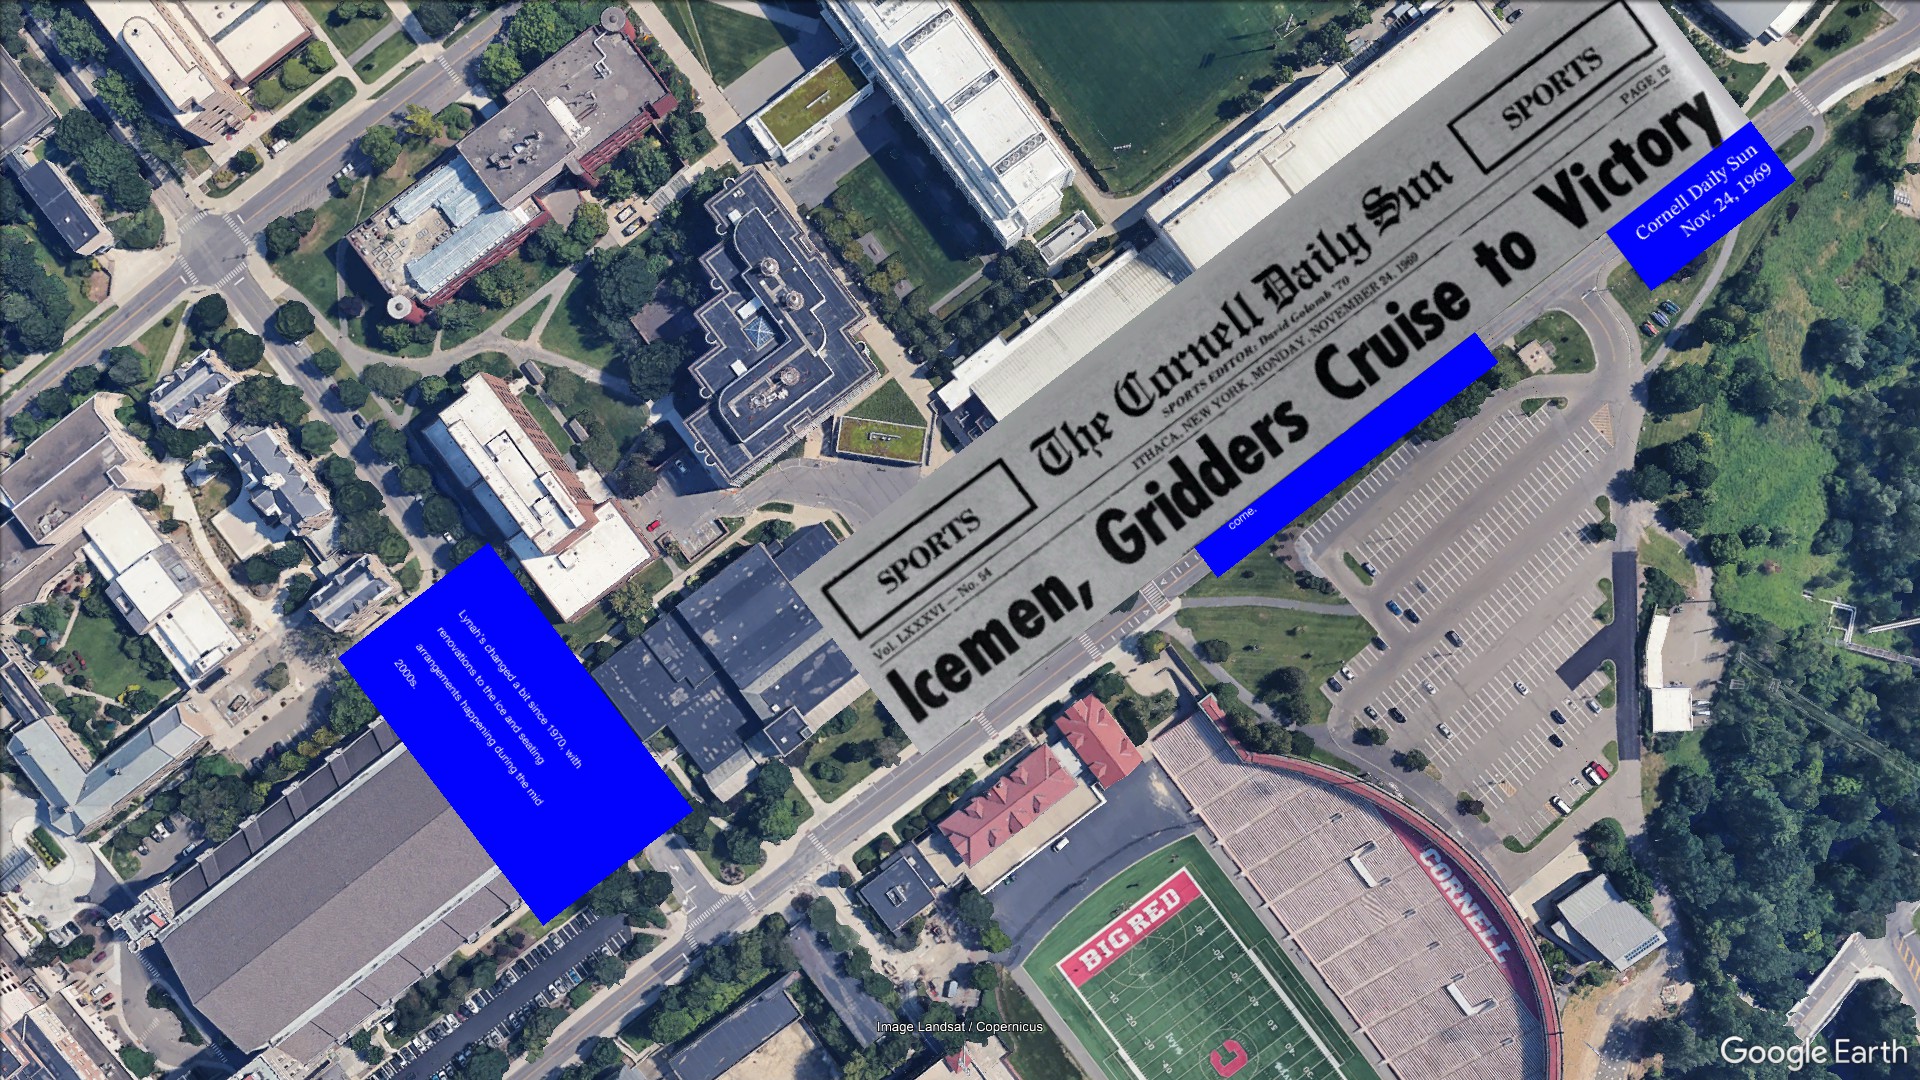 SPORTS
The Cornell Daily Sun
SPORTS
SPORTS EDITOR: David Golomb '70
Vol. LXXXVI — No. 54
ITHACA, NEW YORK, MONDAY, NOVEMBER 24, 1969
PAGE 12
Icemen, Gridders Cruise to Victory
Cornell Daily Sun
Nov. 24, 1969
come.
Lynah's changed a bit since 1970, with
renovations to the ice and seating
arrangements happening during the mid
2000s.
CORNELL
BIG RED
Image Landsat / Copernicus
Google Earth